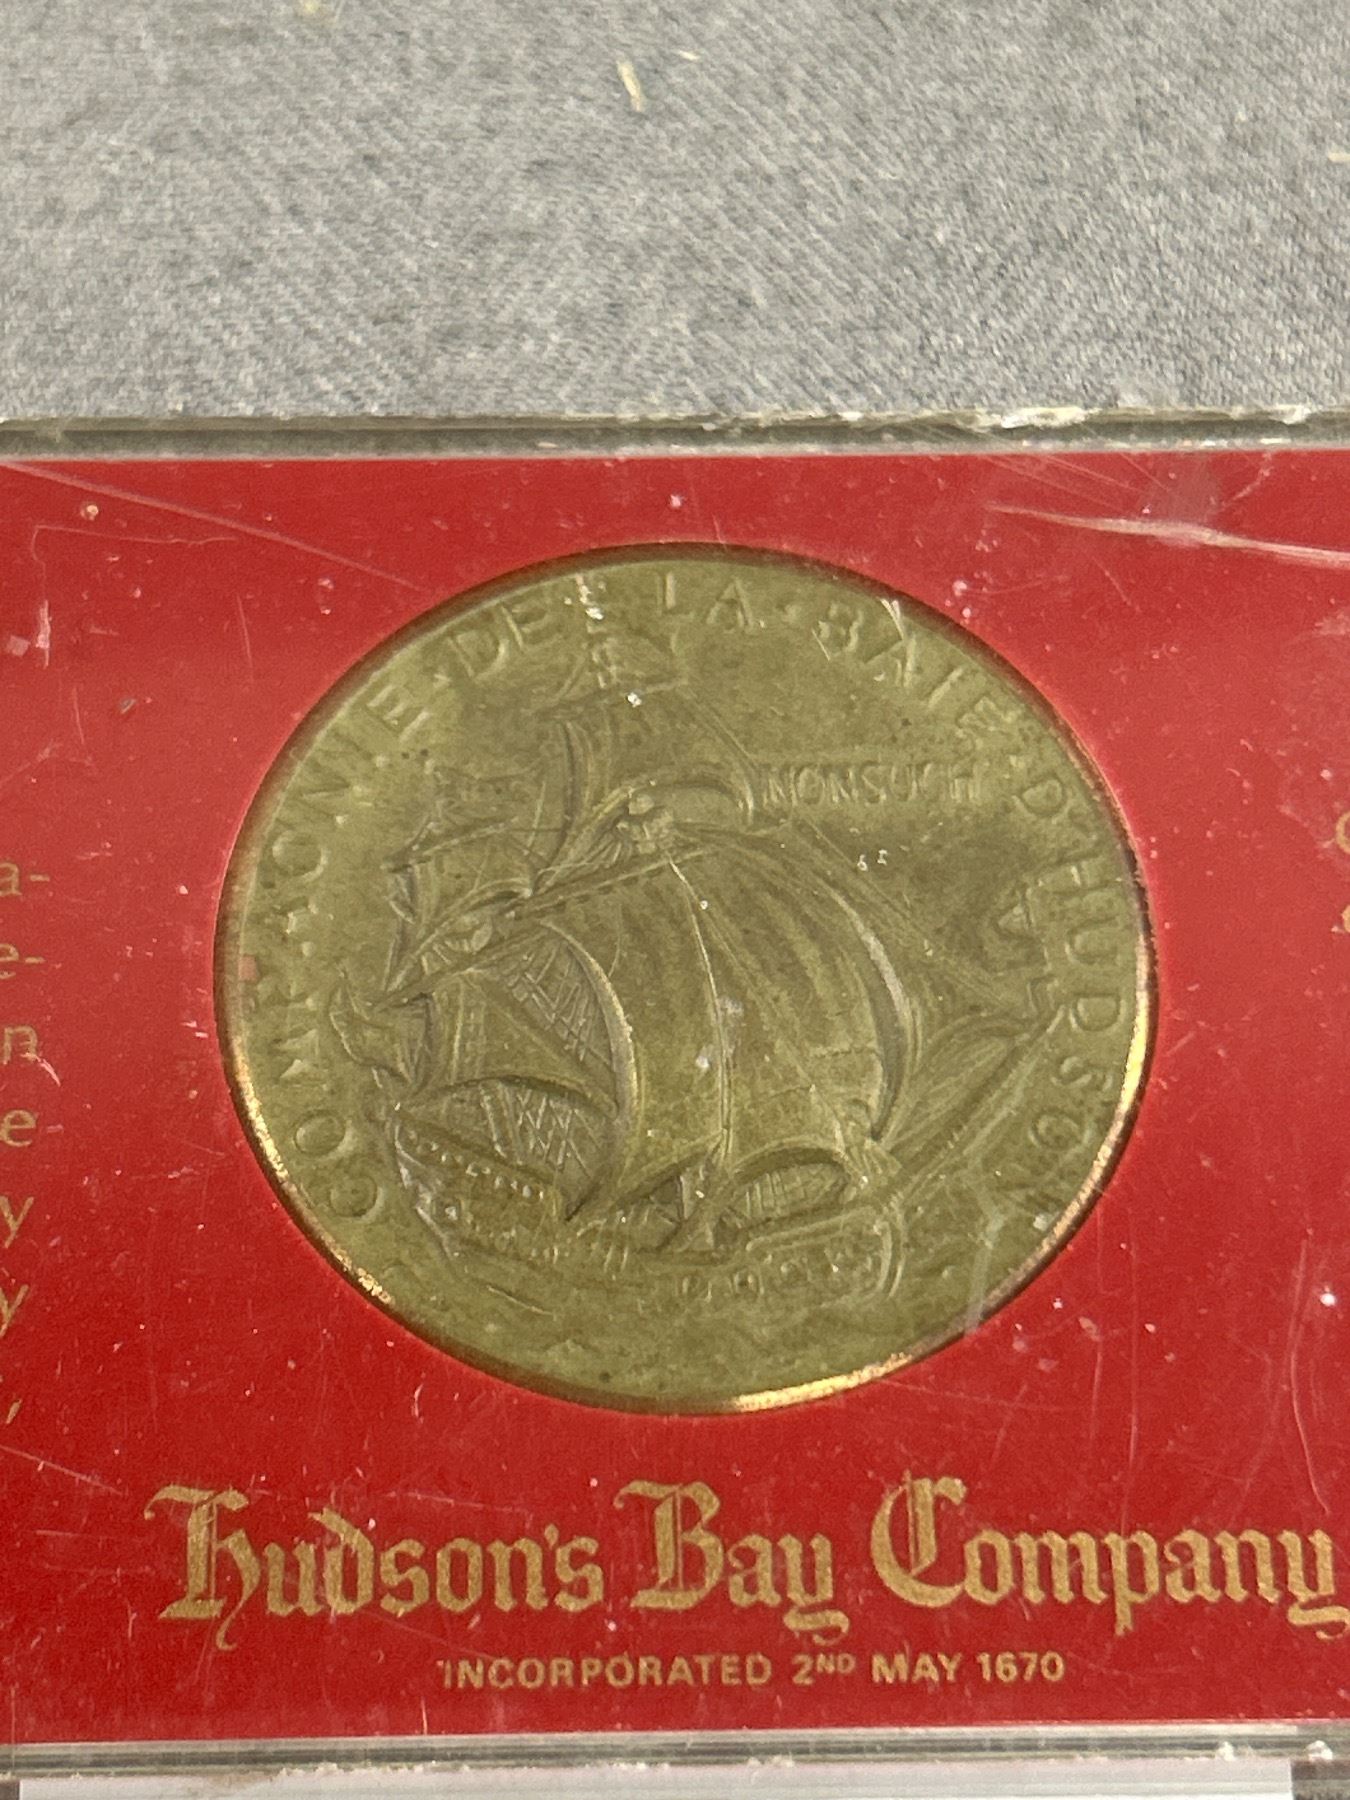 COMPAGNIE · DE · LA · BAIE · D'HUDSON
NONSUCH
a-
e-
n
e
y
y
Hudson's Bay Company
INCORPORATED 2ND MAY 1670